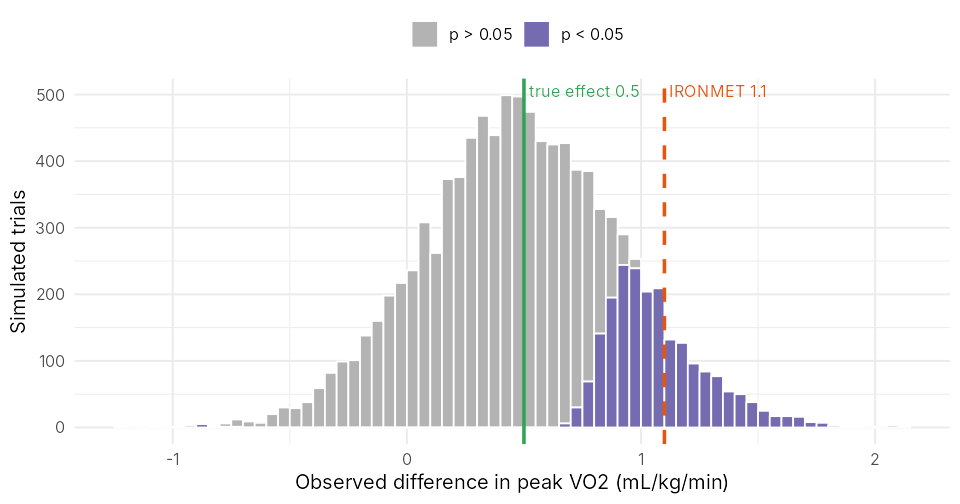 p > 0.05 p < 0.05
true effect 0.5 IRONMET 1.1
500
400
300
200
100
0
Simulated trials
-1 0 1 2
Observed difference in peak VO2 (mL/kg/min)